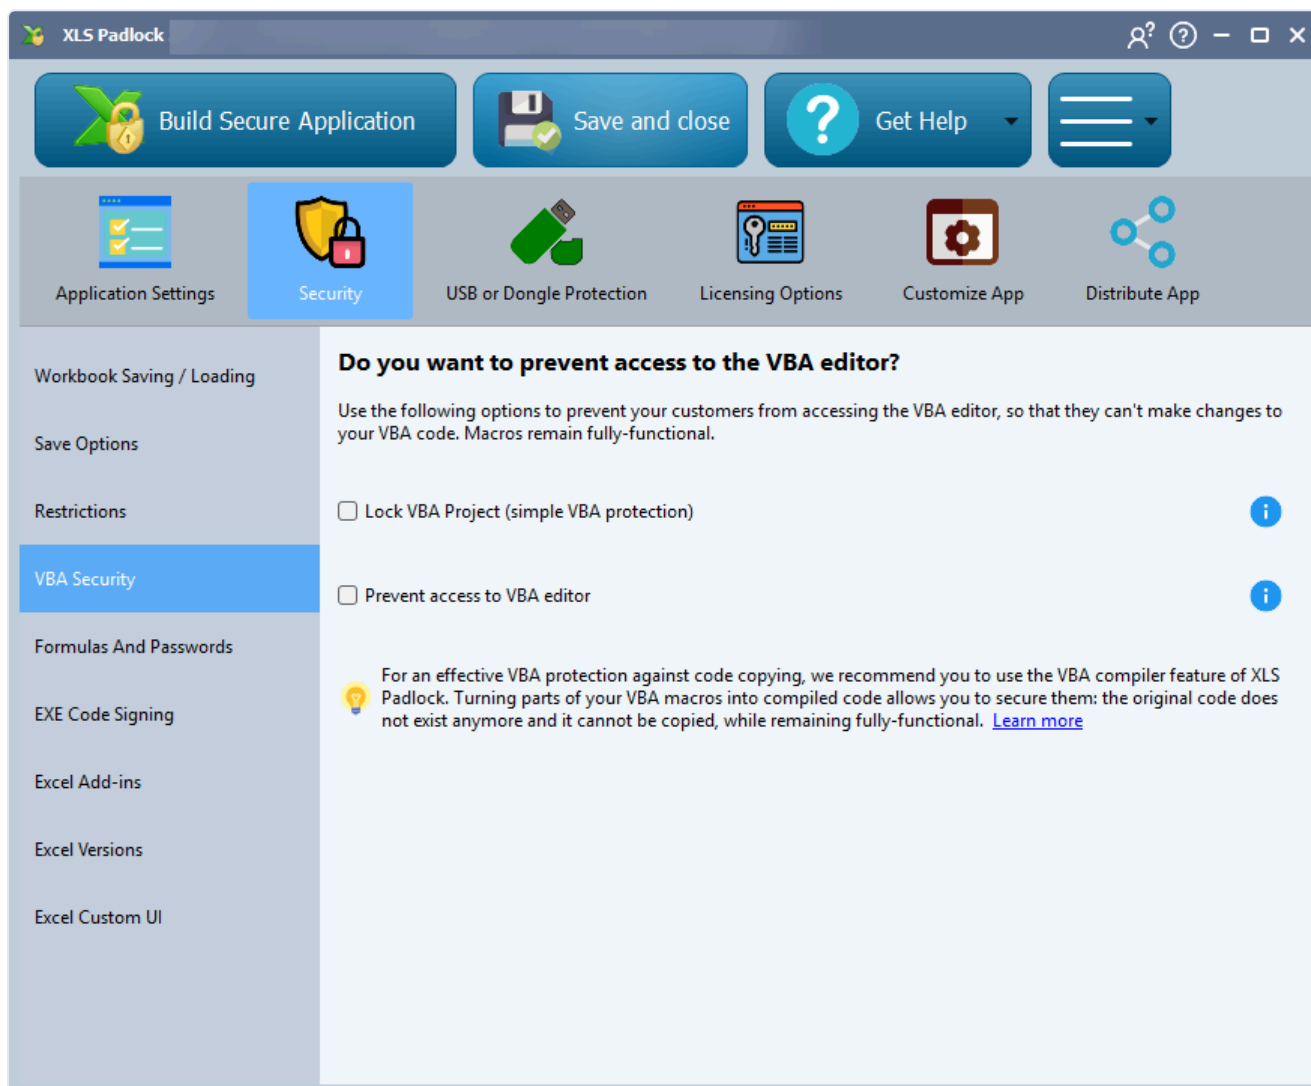 XLS Padlock
Build Secure Application
Save and close
Get Help
Application Settings
Security
USB or Dongle Protection
Licensing Options
Customize App
Distribute App
Workbook Saving / Loading
Save Options
Restrictions
VBA Security
Formulas And Passwords
EXE Code Signing
Excel Add-ins
Excel Versions
Excel Custom UI
Do you want to prevent access to the VBA editor?
Use the following options to prevent your customers from accessing the VBA editor, so that they can't make changes to
your VBA code. Macros remain fully-functional.
Lock VBA Project (simple VBA protection)
Prevent access to VBA editor
For an effective VBA protection against code copying, we recommend you to use the VBA compiler feature of XLS
Padlock. Turning parts of your VBA macros into compiled code allows you to secure them: the original code does
not exist anymore and it cannot be copied, while remaining fully-functional. Learn more